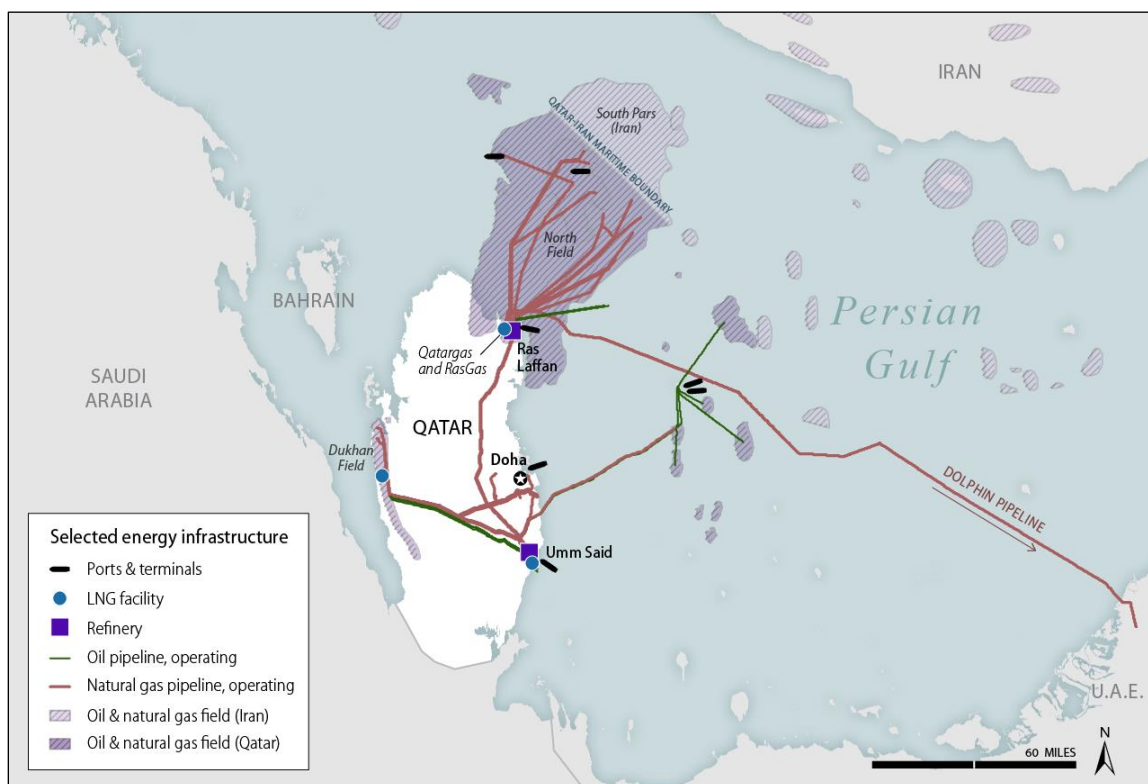 IRAN
South Pars
(Iran)
QATAR-IRAN MARITIME BOUNDARY
North
Field
BAHRAIN
Persian
Gulf
Qatargas
and RasGas
Ras
Laffan
SAUDI
ARABIA
QATAR
Dukhan
Field
Doha
DOLPHIN PIPELINE
Umm Said
U.A.E.
Selected energy infrastructure
Ports & terminals
LNG facility
Refinery
Oil pipeline, operating
Natural gas pipeline, operating
Oil & natural gas field (Iran)
Oil & natural gas field (Qatar)
60 MILES
N